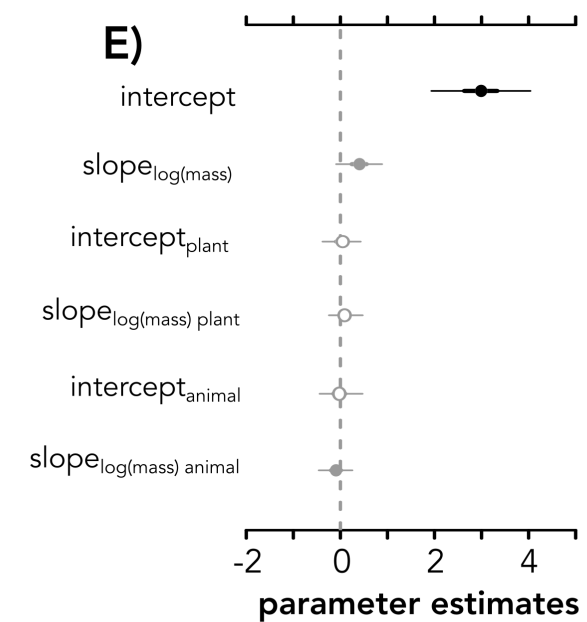 E)
intercept
slopelog(mass)
interceptplant
slopelog(mass) plant
interceptanimal
slopelog(mass) animal
-2 0 2 4
parameter estimates